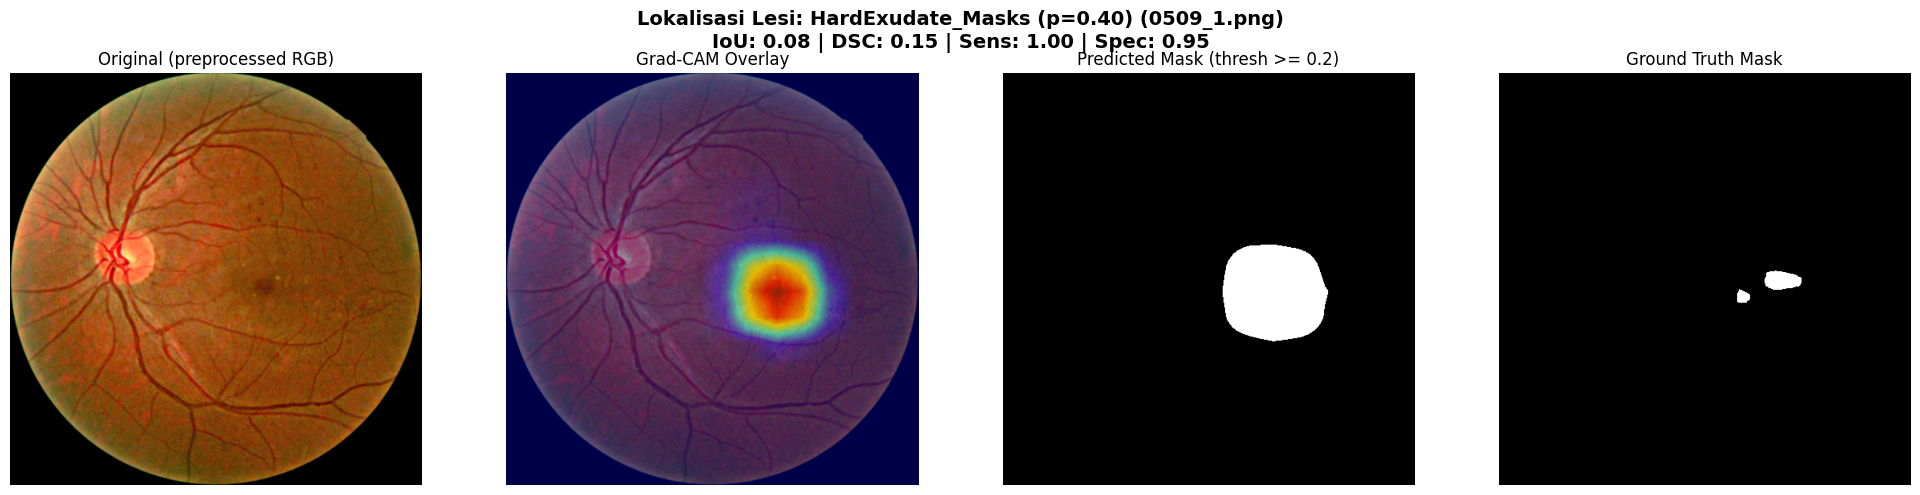 Lokalisasi Lesi: HardExudate_Masks (p=0.40) (0509_1.png)
IoU: 0.08 | DSC: 0.15 | Sens: 1.00 | Spec: 0.95
Original (preprocessed RGB)
Grad-CAM Overlay
Predicted Mask (thresh >= 0.2)
Ground Truth Mask